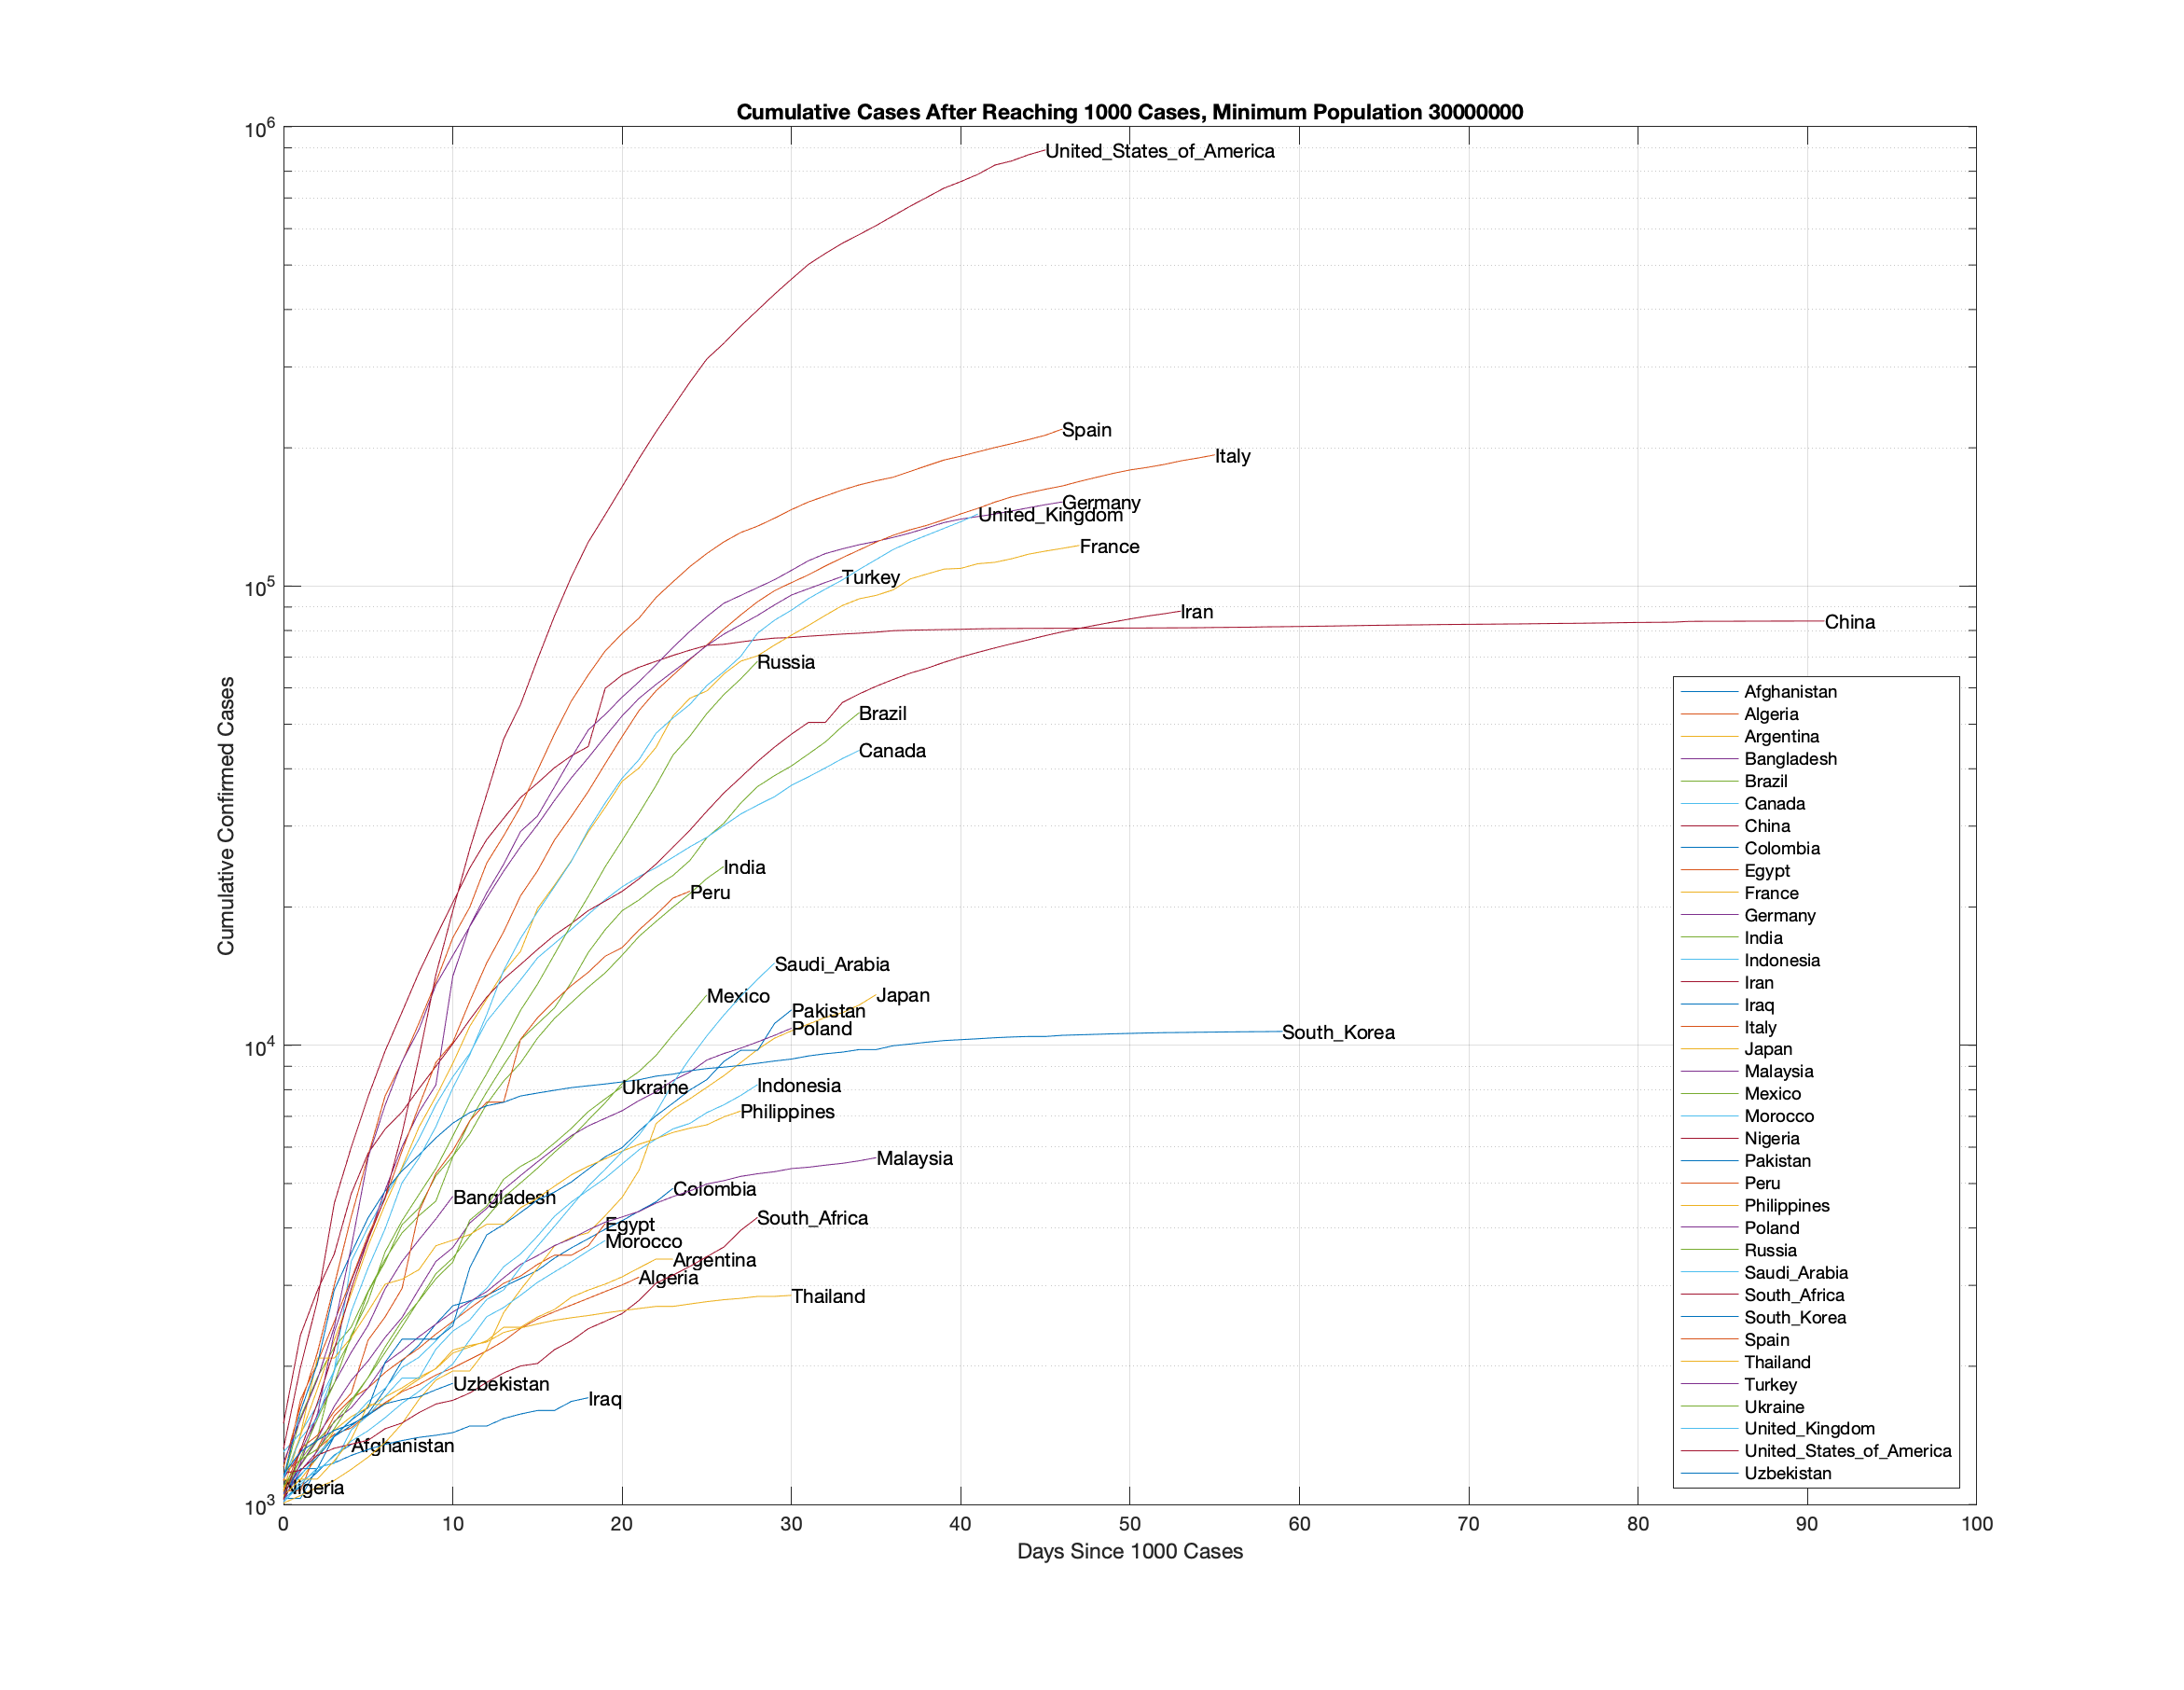 Cumulative Cases After Reaching 1000 Cases, Minimum Population 30000000
10^6
10^5
10^4
10^3
Cumulative Confirmed Cases
United_States_of_America
Spain
Italy
Germany
United_Kingdom
France
Turkey
Iran
China
Russia
Brazil
Canada
India
Peru
Saudi_Arabia
Mexico
Japan
Pakistan
Poland
South_Korea
Ukraine
Indonesia
Philippines
Malaysia
Colombia
Bangladesh
South_Africa
Egypt
Morocco
Argentina
Algeria
Thailand
Uzbekistan
Iraq
Afghanistan
Nigeria
Afghanistan
Algeria
Argentina
Bangladesh
Brazil
Canada
China
Colombia
Egypt
France
Germany
India
Indonesia
Iran
Iraq
Italy
Japan
Malaysia
Mexico
Morocco
Nigeria
Pakistan
Peru
Philippines
Poland
Russia
Saudi_Arabia
South_Africa
South_Korea
Spain
Thailand
Turkey
Ukraine
United_Kingdom
United_States_of_America
Uzbekistan
0 10 20 30 40 50 60 70 80 90 100
Days Since 1000 Cases